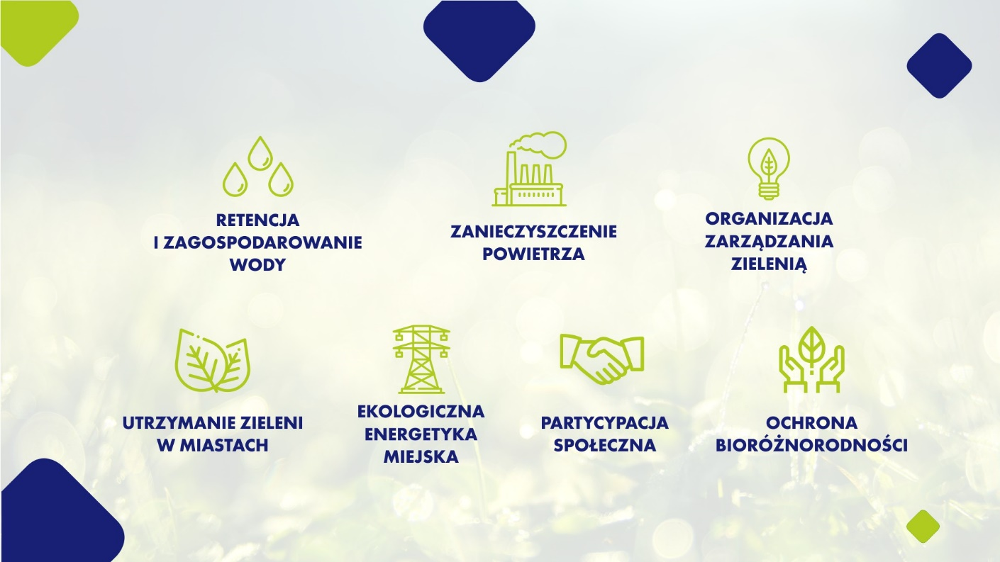 RETENCJA
I ZAGOSPODAROWANIE
WODY
ZANIECZYSZCZENIE
POWIETRZA
ORGANIZACJA
ZARZĄDZANIA
ZIELENIĄ
UTRZYMANIE ZIELENI
W MIASTACH
EKOLOGICZNA
ENERGETYKA
MIEJSKA
PARTYCYPACJA
SPOŁECZNA
OCHRONA
BIORÓŻNORODNOŚCI